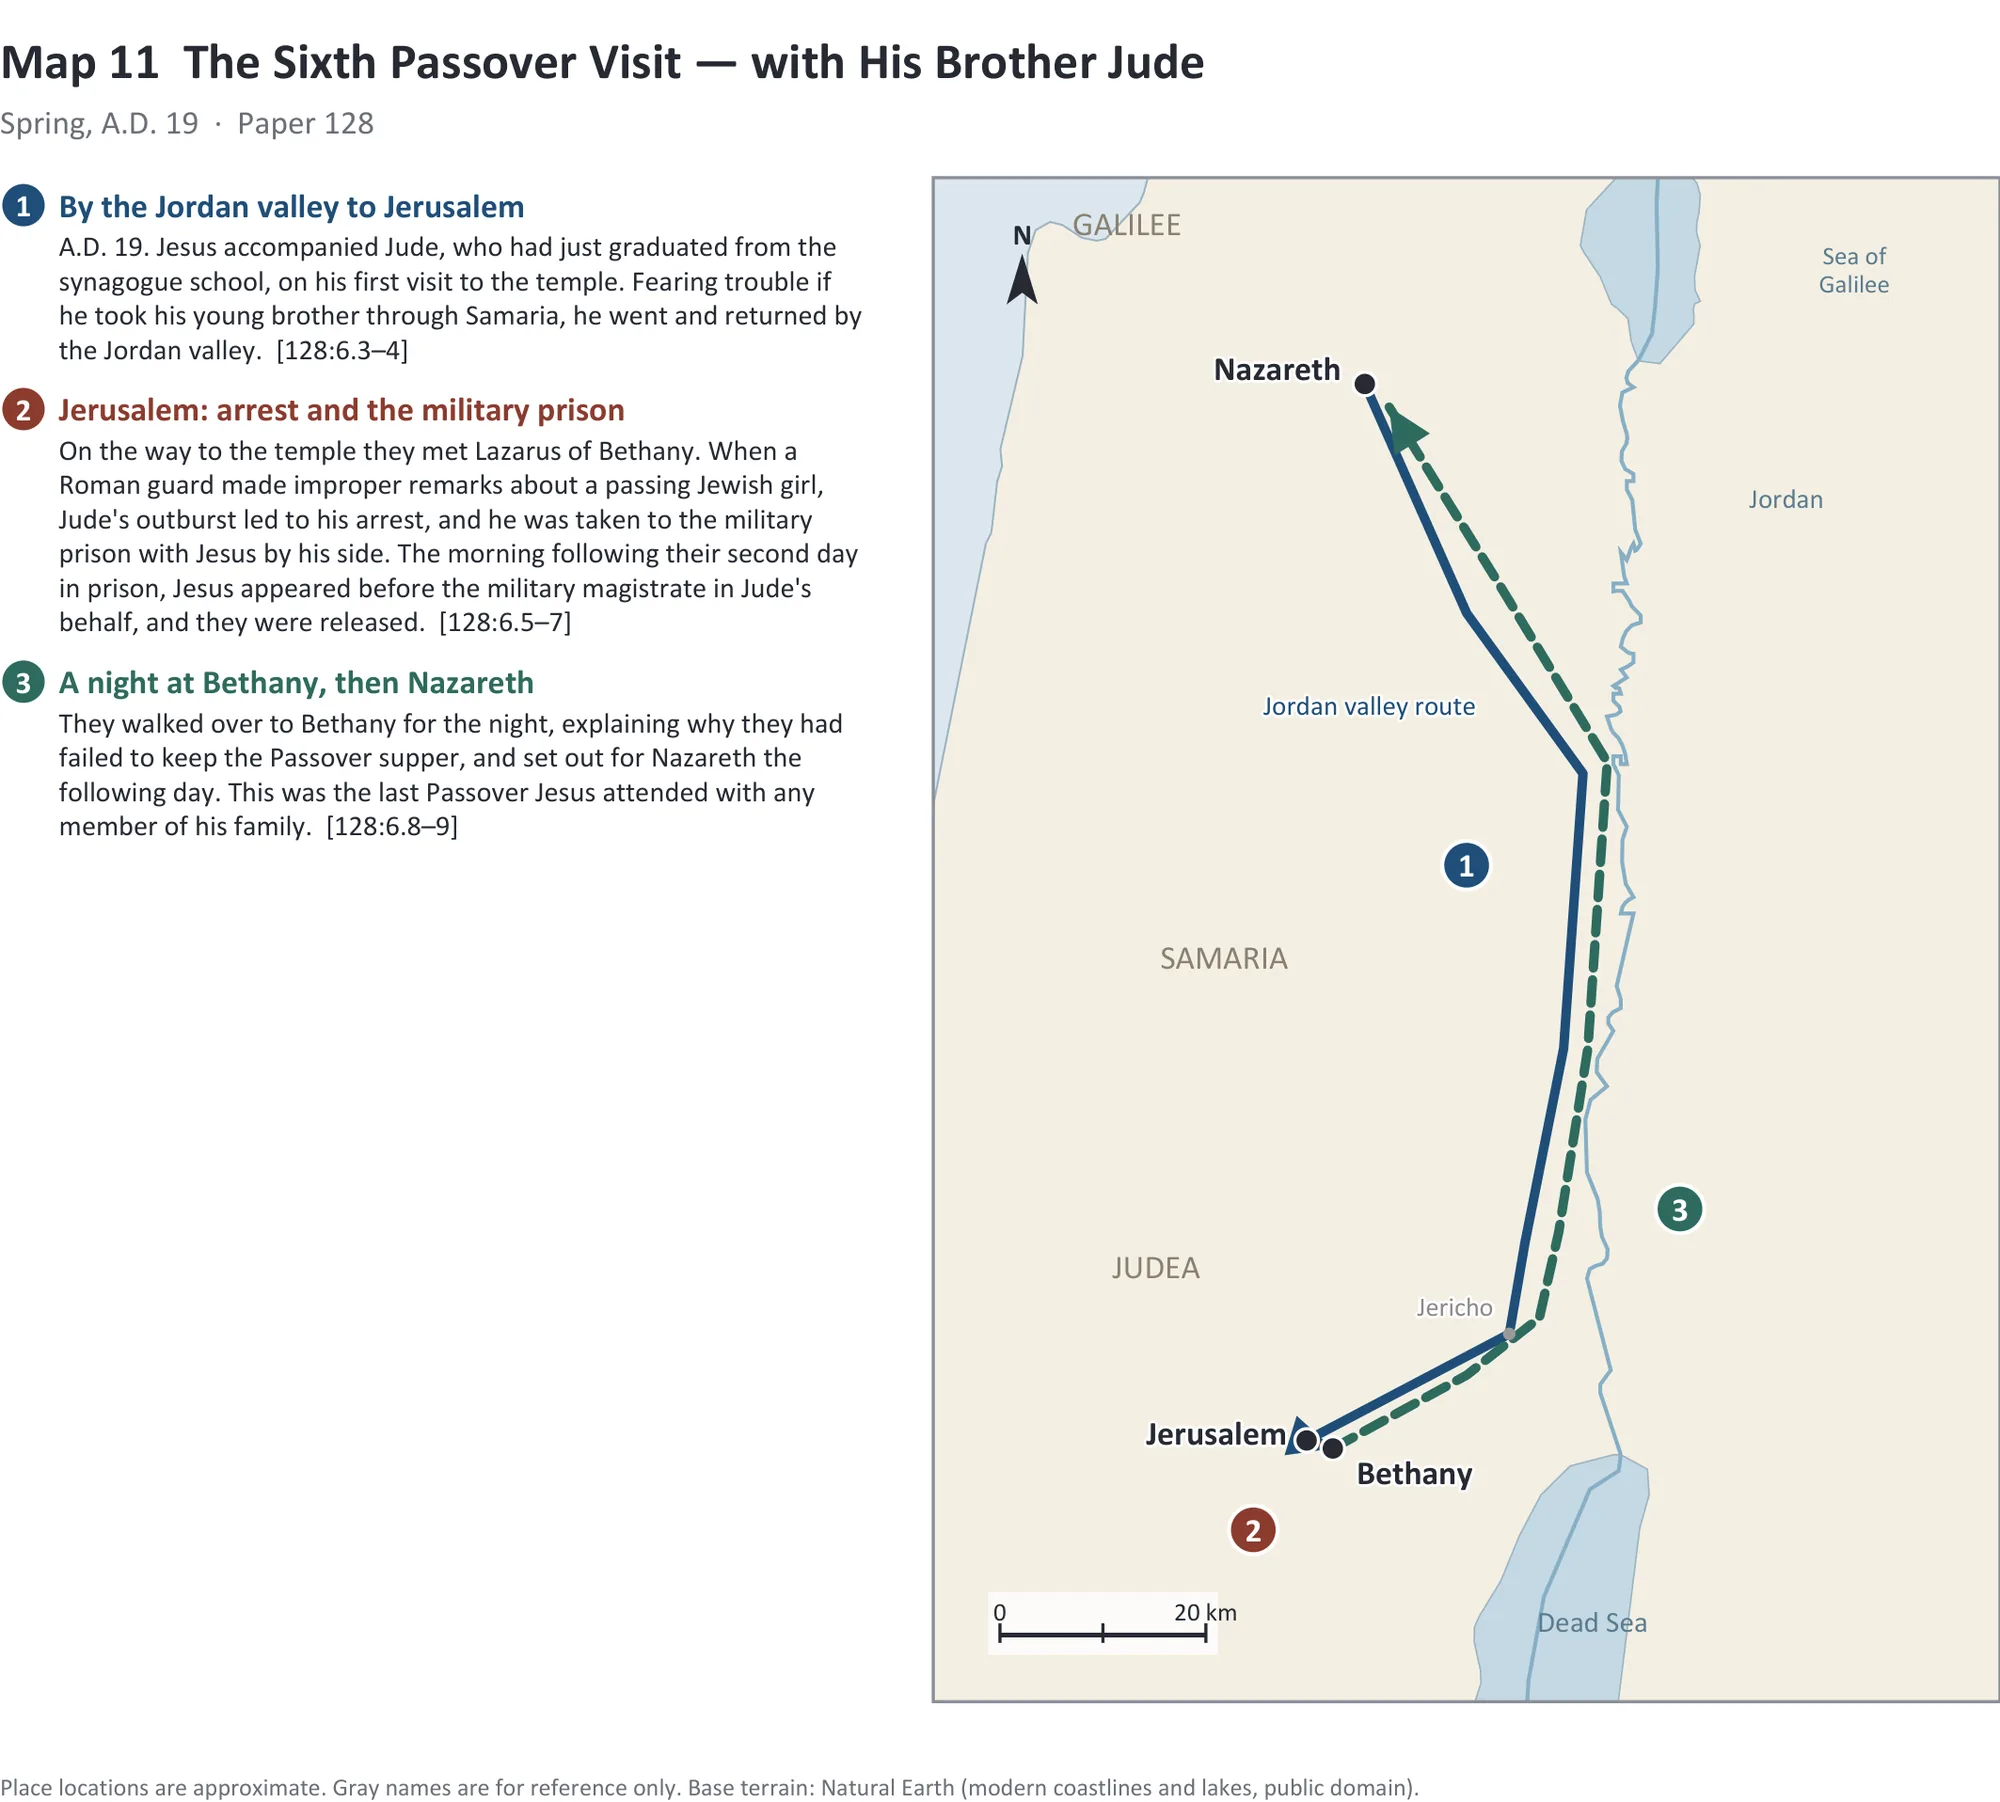 Map 11  The Sixth Passover Visit — with His Brother Jude
Spring, A.D. 19  ·  Paper 128
1 By the Jordan valley to Jerusalem
A.D. 19. Jesus accompanied Jude, who had just graduated from the
synagogue school, on his first visit to the temple. Fearing trouble if
he took his young brother through Samaria, he went and returned by
the Jordan valley.  [128:6.3–4]
2 Jerusalem: arrest and the military prison
On the way to the temple they met Lazarus of Bethany. When a
Roman guard made improper remarks about a passing Jewish girl,
Jude's outburst led to his arrest, and he was taken to the military
prison with Jesus by his side. The morning following their second day
in prison, Jesus appeared before the military magistrate in Jude's
behalf, and they were released.  [128:6.5–7]
3 A night at Bethany, then Nazareth
They walked over to Bethany for the night, explaining why they had
failed to keep the Passover supper, and set out for Nazareth the
following day. This was the last Passover Jesus attended with any
member of his family.  [128:6.8–9]
GALILEE
N
Sea of
Galilee
Nazareth
Jordan
Jordan valley route
1
SAMARIA
3
JUDEA
Jericho
Jerusalem
Bethany
2
0 20 km
Dead Sea
Place locations are approximate. Gray names are for reference only. Base terrain: Natural Earth (modern coastlines and lakes, public domain).